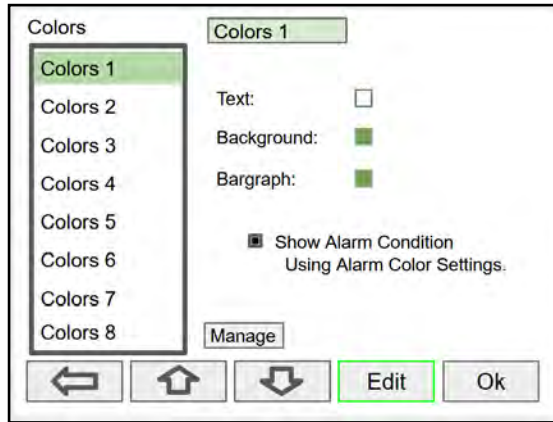 Colors
Colors 1
Colors 1
Colors 2
Colors 3
Colors 4
Colors 5
Colors 6
Colors 7
Colors 8
Text:
Background:
Bargraph:
Show Alarm Condition
Using Alarm Color Settings.
Manage
Edit
Ok